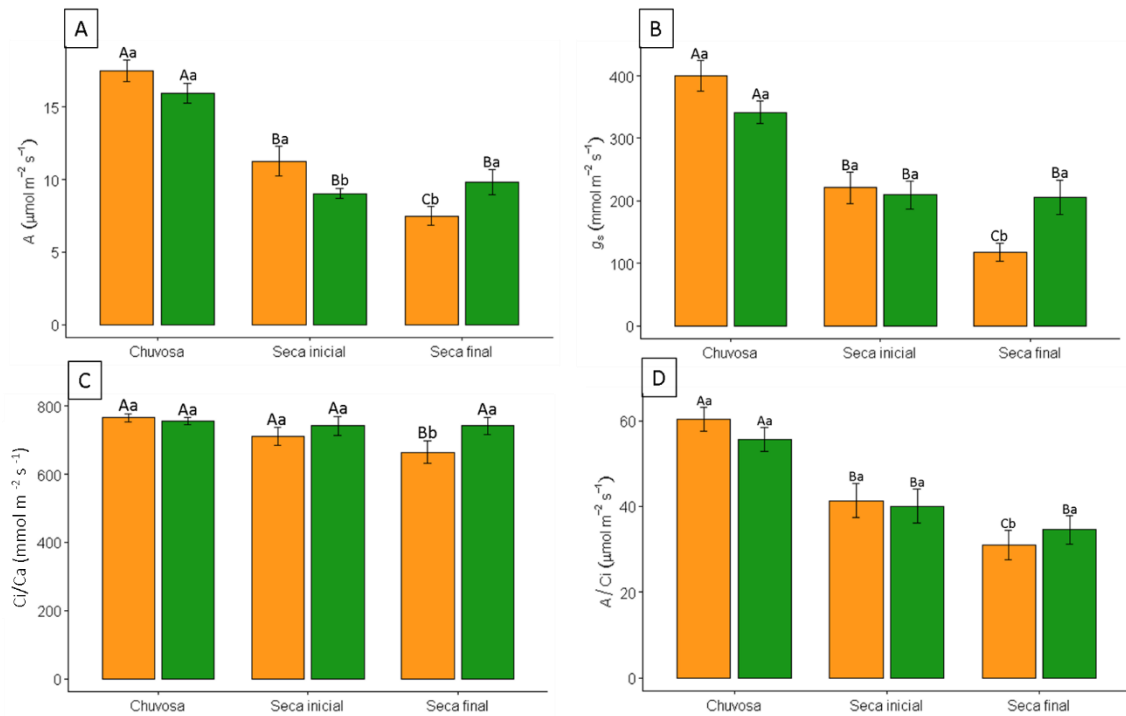 A
Aa
Aa
Ba
Bb
Cb
Ba
15
10
5
0
A (μmol m⁻² s⁻¹)
Chuvosa Seca inicial Seca final
B
Aa
Aa
Ba
Ba
Cb
Ba
400
300
200
100
0
gs (mmol m⁻² s⁻¹)
Chuvosa Seca inicial Seca final
C
Aa
Aa
Aa
Aa
Bb
Aa
800
600
400
200
0
Ci/Ca (mmol m⁻² s⁻¹)
Chuvosa Seca inicial Seca final
D
Aa
Aa
Ba
Ba
Cb
Ba
60
40
20
0
A / Ci (μmol m⁻² s⁻¹)
Chuvosa Seca inicial Seca final